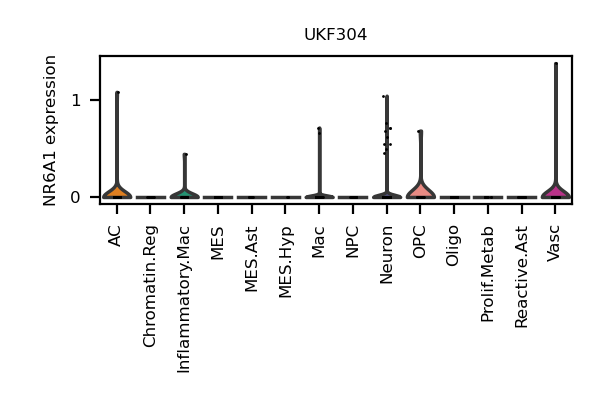 UKF304
NR6A1 expression
1
0
AC
Chromatin.Reg
Inflammatory.Mac
MES
MES.Ast
MES.Hyp
Mac
NPC
Neuron
OPC
Oligo
Prolif.Metab
Reactive.Ast
Vasc